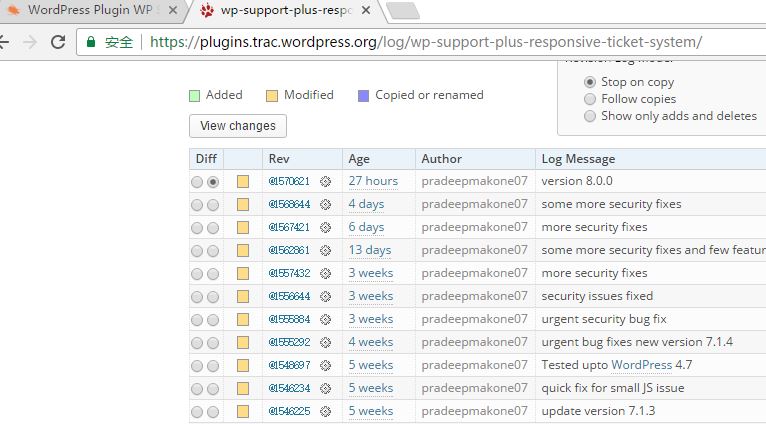 WordPress Plugin WP S
wp-support-plus-respo
安全 https://plugins.trac.wordpress.org/log/wp-support-plus-responsive-ticket-system/
Stop on copy
Added Modified Copied or renamed
Follow copies
Show only adds and deletes
View changes
Diff Rev Age Author Log Message
@1570621 27 hours pradeepmakone07 version 8.0.0
@1568644 4 days pradeepmakone07 some more security fixes
@1567421 6 days pradeepmakone07 more security fixes
@1562861 13 days pradeepmakone07 some more security fixes and few featur
@1557432 3 weeks pradeepmakone07 more security fixes
@1556644 3 weeks pradeepmakone07 security issues fixed
@1555884 3 weeks pradeepmakone07 urgent security bug fix
@1555292 4 weeks pradeepmakone07 urgent bug fixes new version 7.1.4
@1548697 5 weeks pradeepmakone07 Tested upto WordPress 4.7
@1546234 5 weeks pradeepmakone07 quick fix for small JS issue
@1546225 5 weeks pradeepmakone07 update version 7.1.3